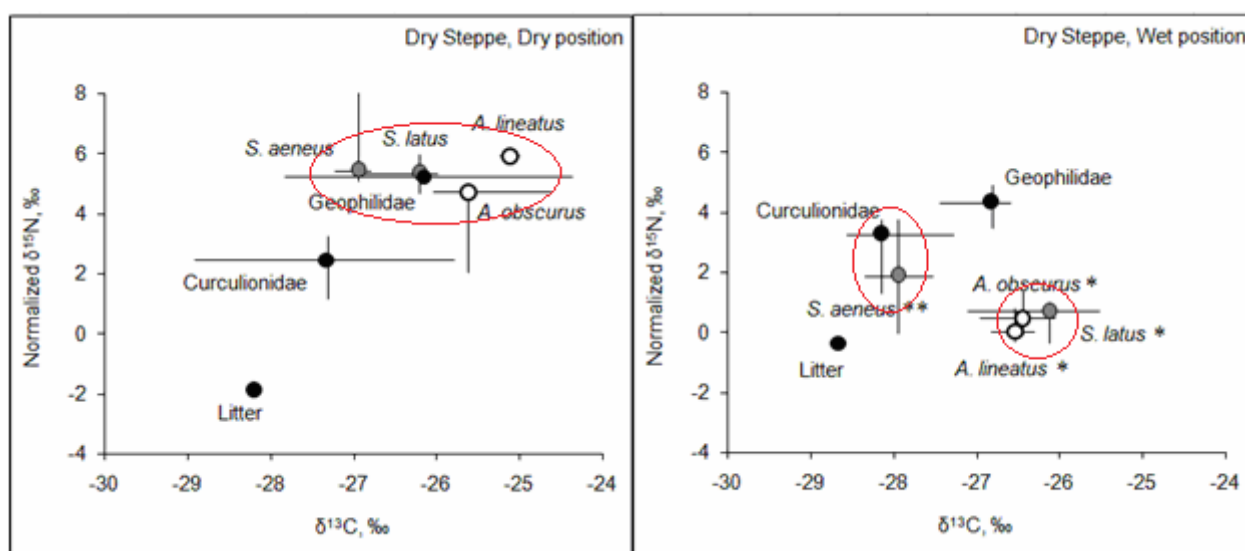 Dry Steppe, Dry position
8
6
4
2
0
-2
-4
Normalized δ¹⁵N, ‰
A. lineatus
S. latus
S. aeneus
Geophilidae
A. obscurus
Curculionidae
Litter
-30 -29 -28 -27 -26 -25 -24
δ¹³C, ‰
Dry Steppe, Wet position
8
6
4
2
0
-2
-4
Normalized δ¹⁵N, ‰
Geophilidae
Curculionidae
A. obscurus *
S. aeneus **
S. latus *
A. lineatus *
Litter
-30 -29 -28 -27 -26 -25 -24
δ¹³C, ‰